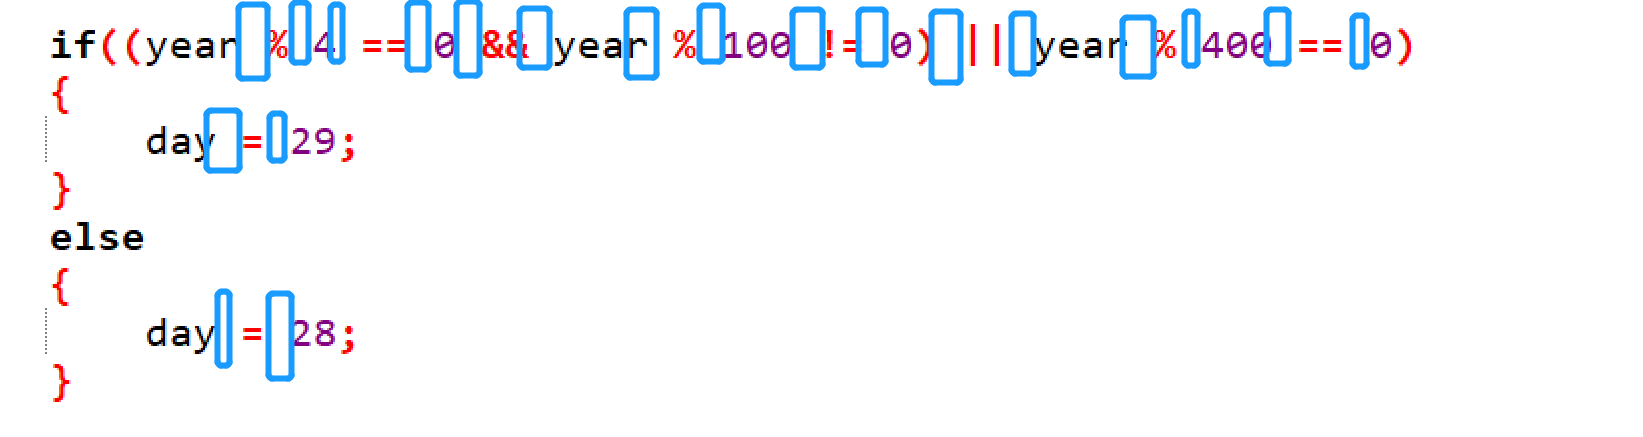 if((year % 4 == 0 && year % 100 != 0) || year % 400 == 0)
{
day = 29;
}
else
{
day = 28;
}